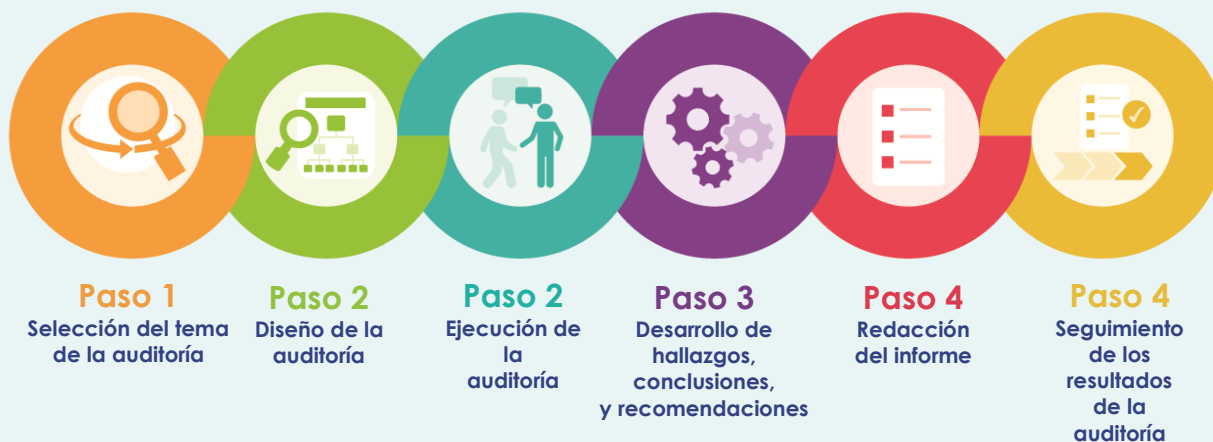 Paso 1
Selección del tema
de la auditoría
Paso 2
Diseño de la
auditoría
Paso 2
Ejecución de
la
auditoría
Paso 3
Desarrollo de
hallazgos,
conclusiones,
y recomendaciones
Paso 4
Redacción
del informe
Paso 4
Seguimiento
de los
resultados
de la
auditoría